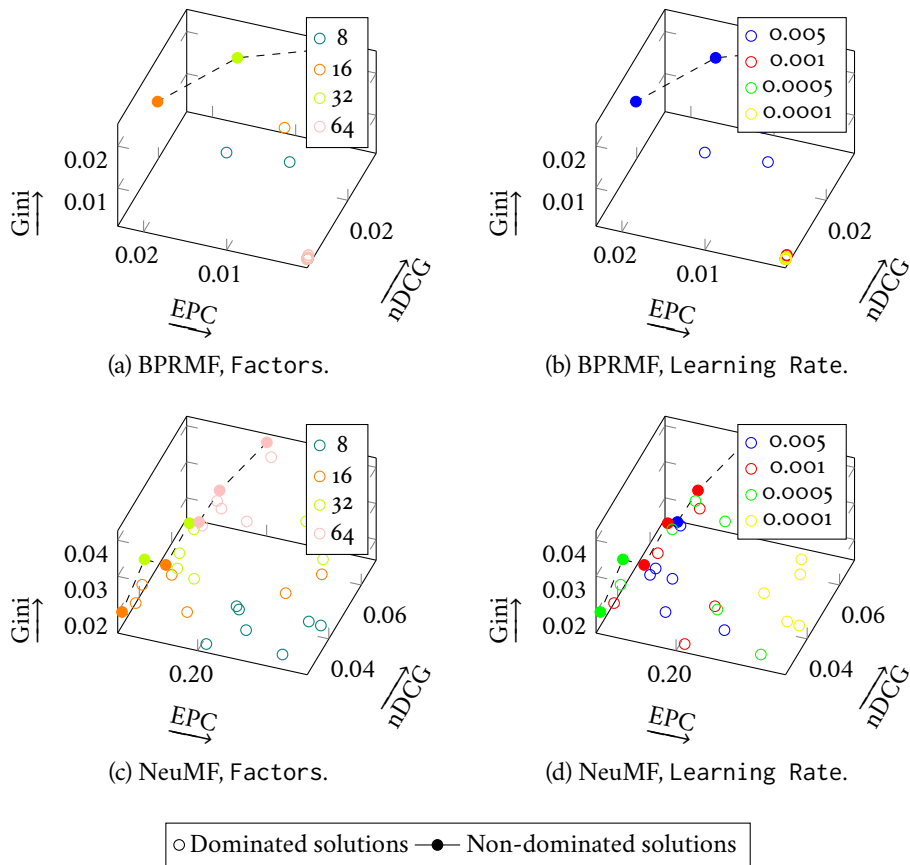 8
16
32
64
0.02
0.01
Gini
0.02
0.01
0.02
EPC
nDCG
(a) BPRMF, Factors.
0.005
0.001
0.0005
0.0001
0.02
0.01
Gini
0.02
0.01
0.02
EPC
nDCG
(b) BPRMF, Learning Rate.
8
16
32
64
0.04
0.03
0.02
Gini
0.20
0.04
0.06
EPC
nDCG
(c) NeuMF, Factors.
0.005
0.001
0.0005
0.0001
0.04
0.03
0.02
Gini
0.20
0.04
0.06
EPC
nDCG
(d) NeuMF, Learning Rate.
Dominated solutions Non-dominated solutions